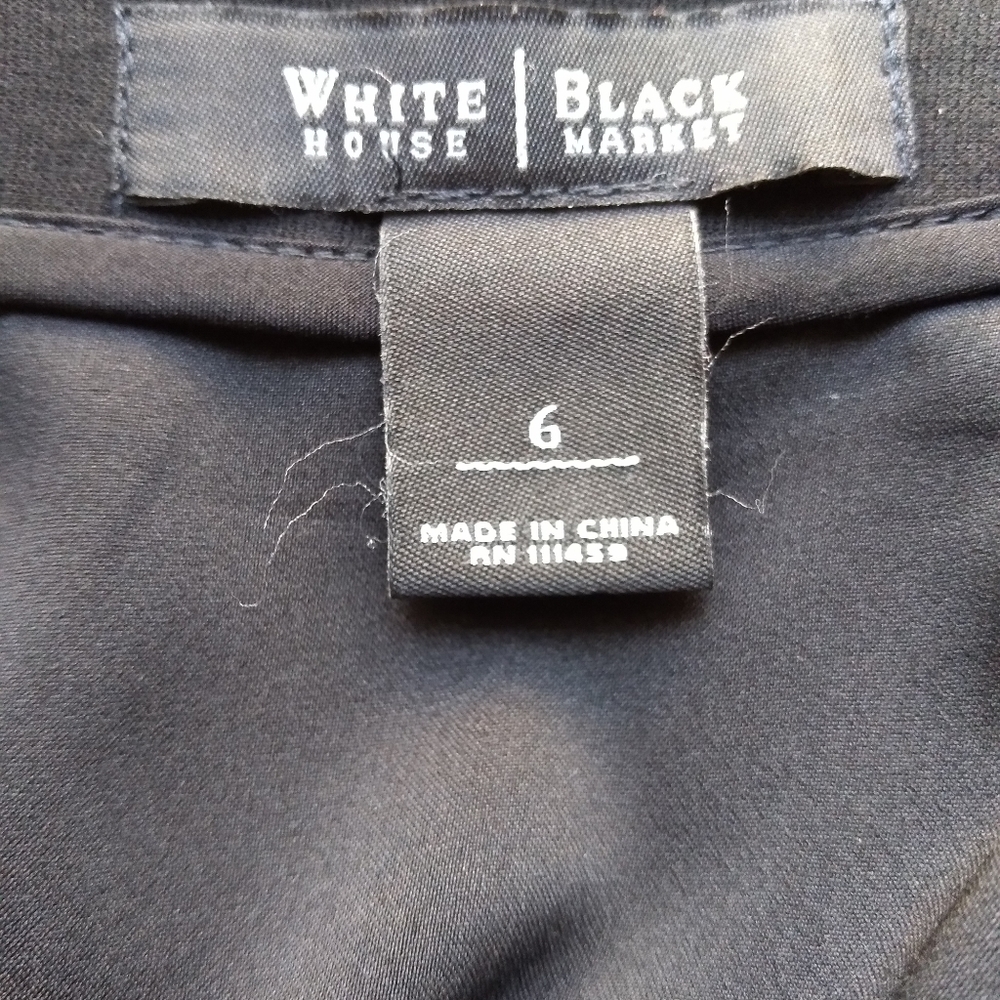 WHITE | BLACK
HOUSE | MARKET
6
MADE IN CHINA
RN 111459